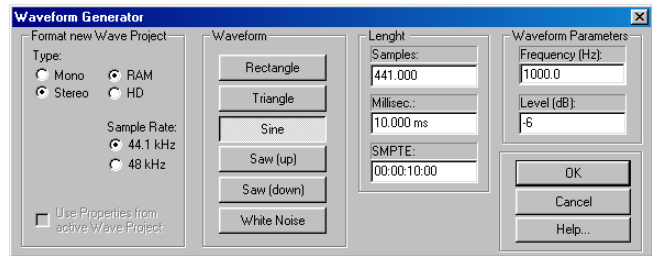 Waveform Generator
Format new Wave Project
Type:
Mono
RAM
Stereo
HD
Sample Rate:
44.1 kHz
48 kHz
Use Properties from
active Wave Project
Waveform
Rectangle
Triangle
Sine
Saw (up)
Saw (down)
White Noise
Lenght
Samples:
441.000
Millisec.:
10.000 ms
SMPTE:
00:00:10:00
Waveform Parameters
Frequency (Hz):
1000.0
Level (dB):
-6
OK
Cancel
Help...